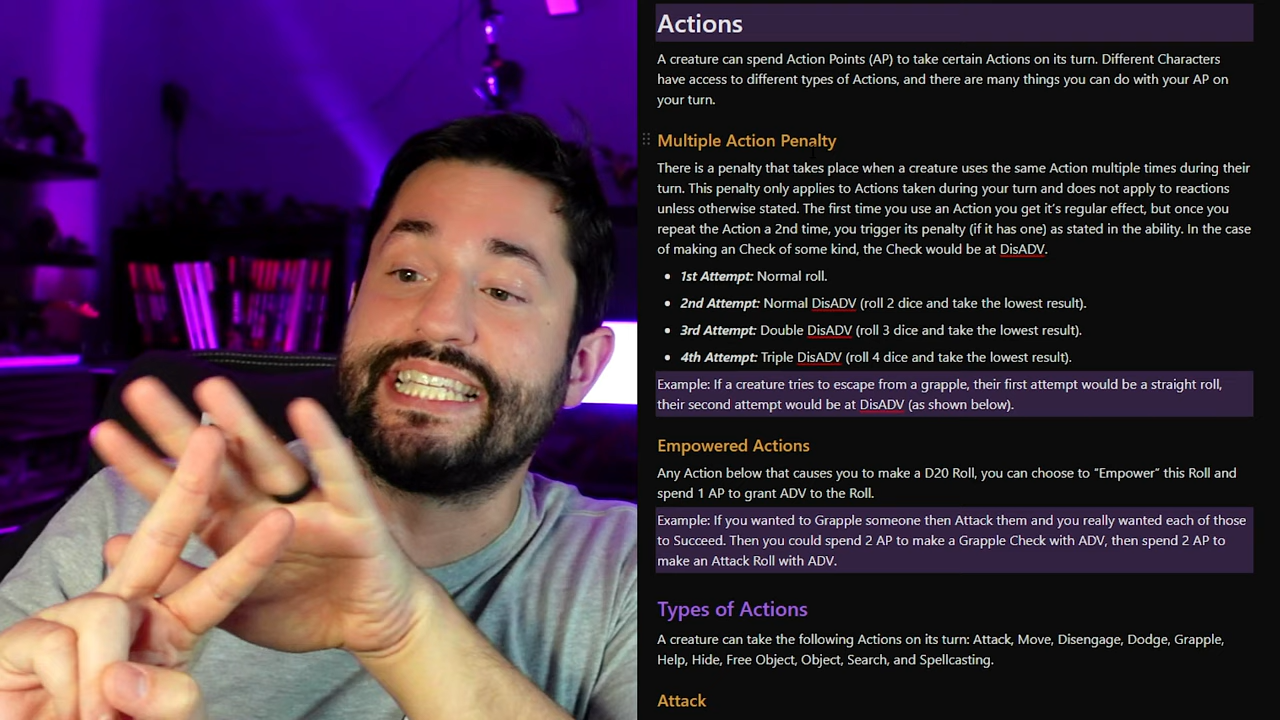 Actions
A creature can spend Action Points (AP) to take certain Actions on its turn. Different Characters
have access to different types of Actions, and there are many things you can do with your AP on
your turn.
Multiple Action Penalty
There is a penalty that takes place when a creature uses the same Action multiple times during their
turn. This penalty only applies to Actions taken during your turn and does not apply to reactions
unless otherwise stated. The first time you use an Action you get it's regular effect, but once you
repeat the Action a 2nd time, you trigger its penalty (if it has one) as stated in the ability. In the case
of making an Check of some kind, the Check would be at DisADV.
• 1st Attempt: Normal roll.
• 2nd Attempt: Normal DisADV (roll 2 dice and take the lowest result).
• 3rd Attempt: Double DisADV (roll 3 dice and take the lowest result).
• 4th Attempt: Triple DisADV (roll 4 dice and take the lowest result).
Example: If a creature tries to escape from a grapple, their first attempt would be a straight roll,
their second attempt would be at DisADV (as shown below).
Empowered Actions
Any Action below that causes you to make a D20 Roll, you can choose to "Empower" this Roll and
spend 1 AP to grant ADV to the Roll.
Example: If you wanted to Grapple someone then Attack them and you really wanted each of those
to Succeed. Then you could spend 2 AP to make a Grapple Check with ADV, then spend 2 AP to
make an Attack Roll with ADV.
Types of Actions
A creature can take the following Actions on its turn: Attack, Move, Disengage, Dodge, Grapple,
Help, Hide, Free Object, Object, Search, and Spellcasting.
Attack